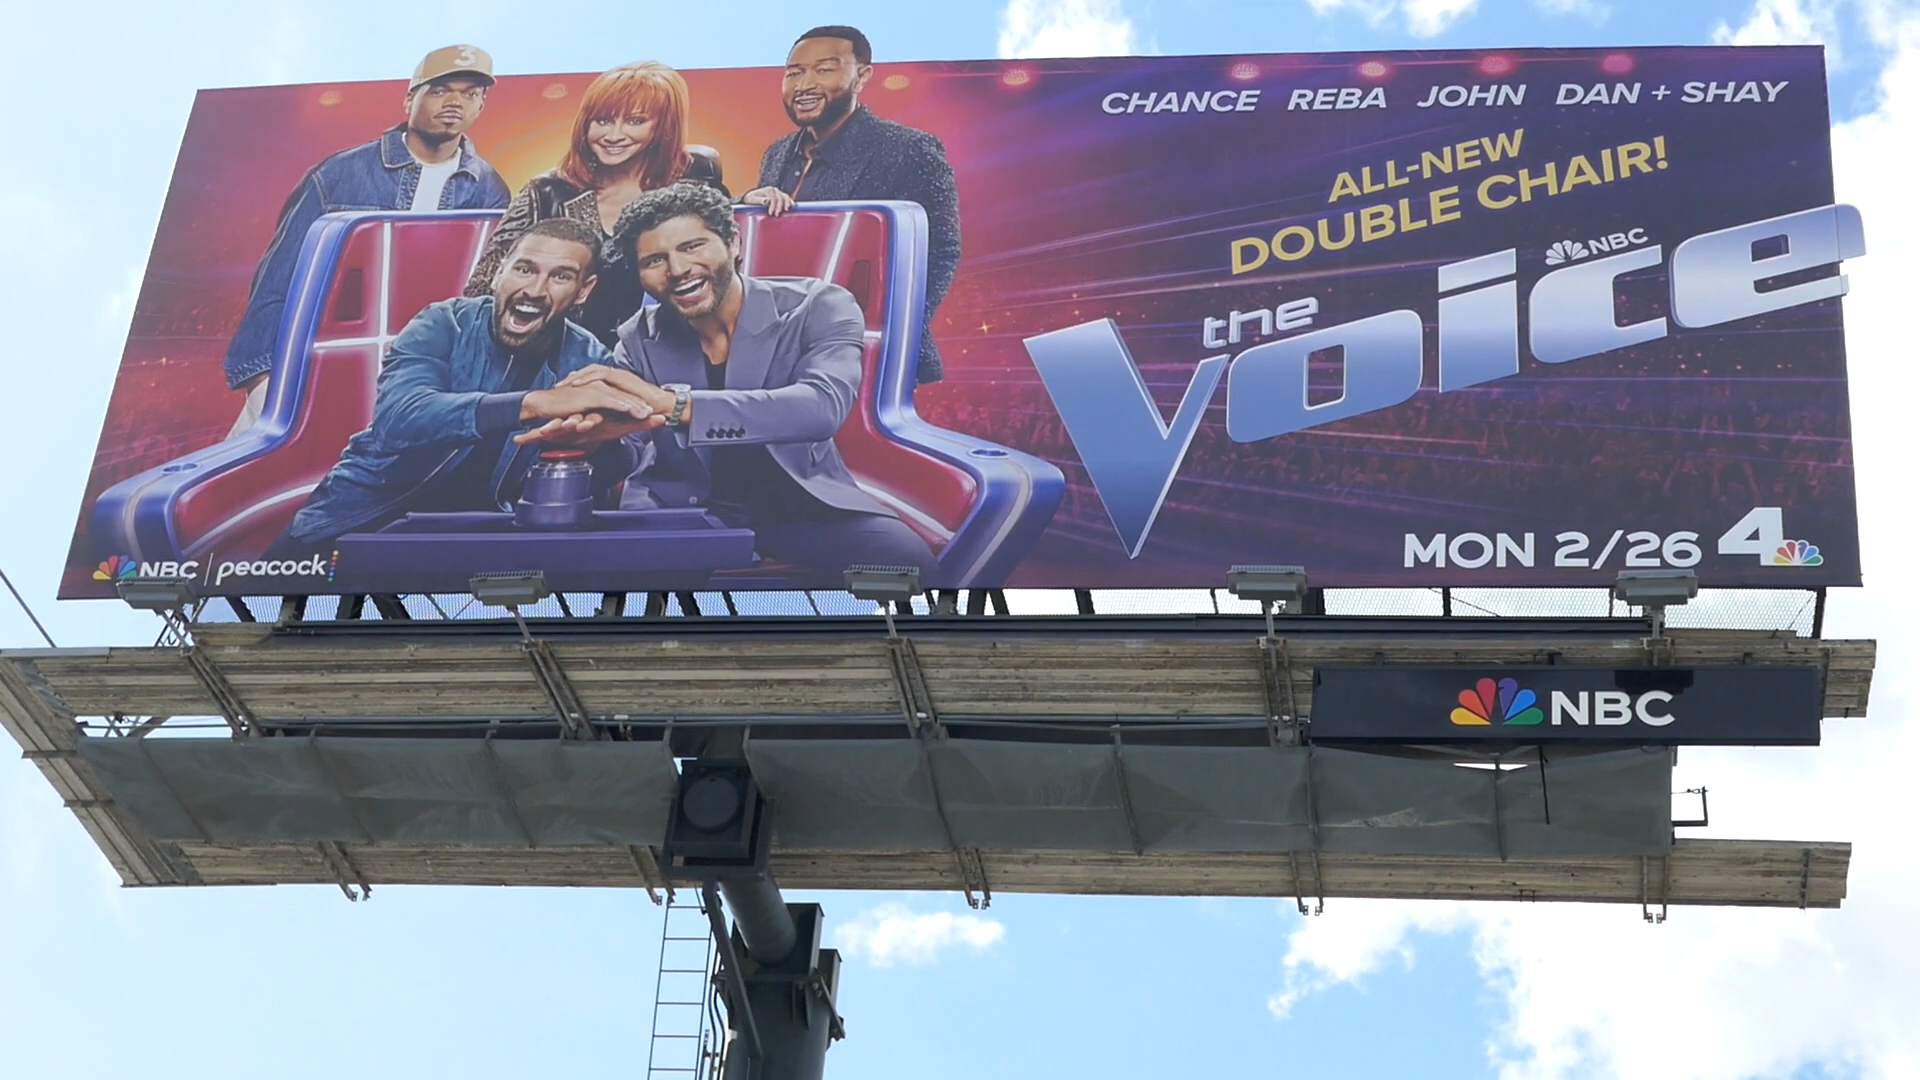 3
CHANCE REBA JOHN DAN + SHAY
ALL-NEW
DOUBLE CHAIR!
NBC
the
Voice
MON 2/26 4
NBC | peacock
NBC